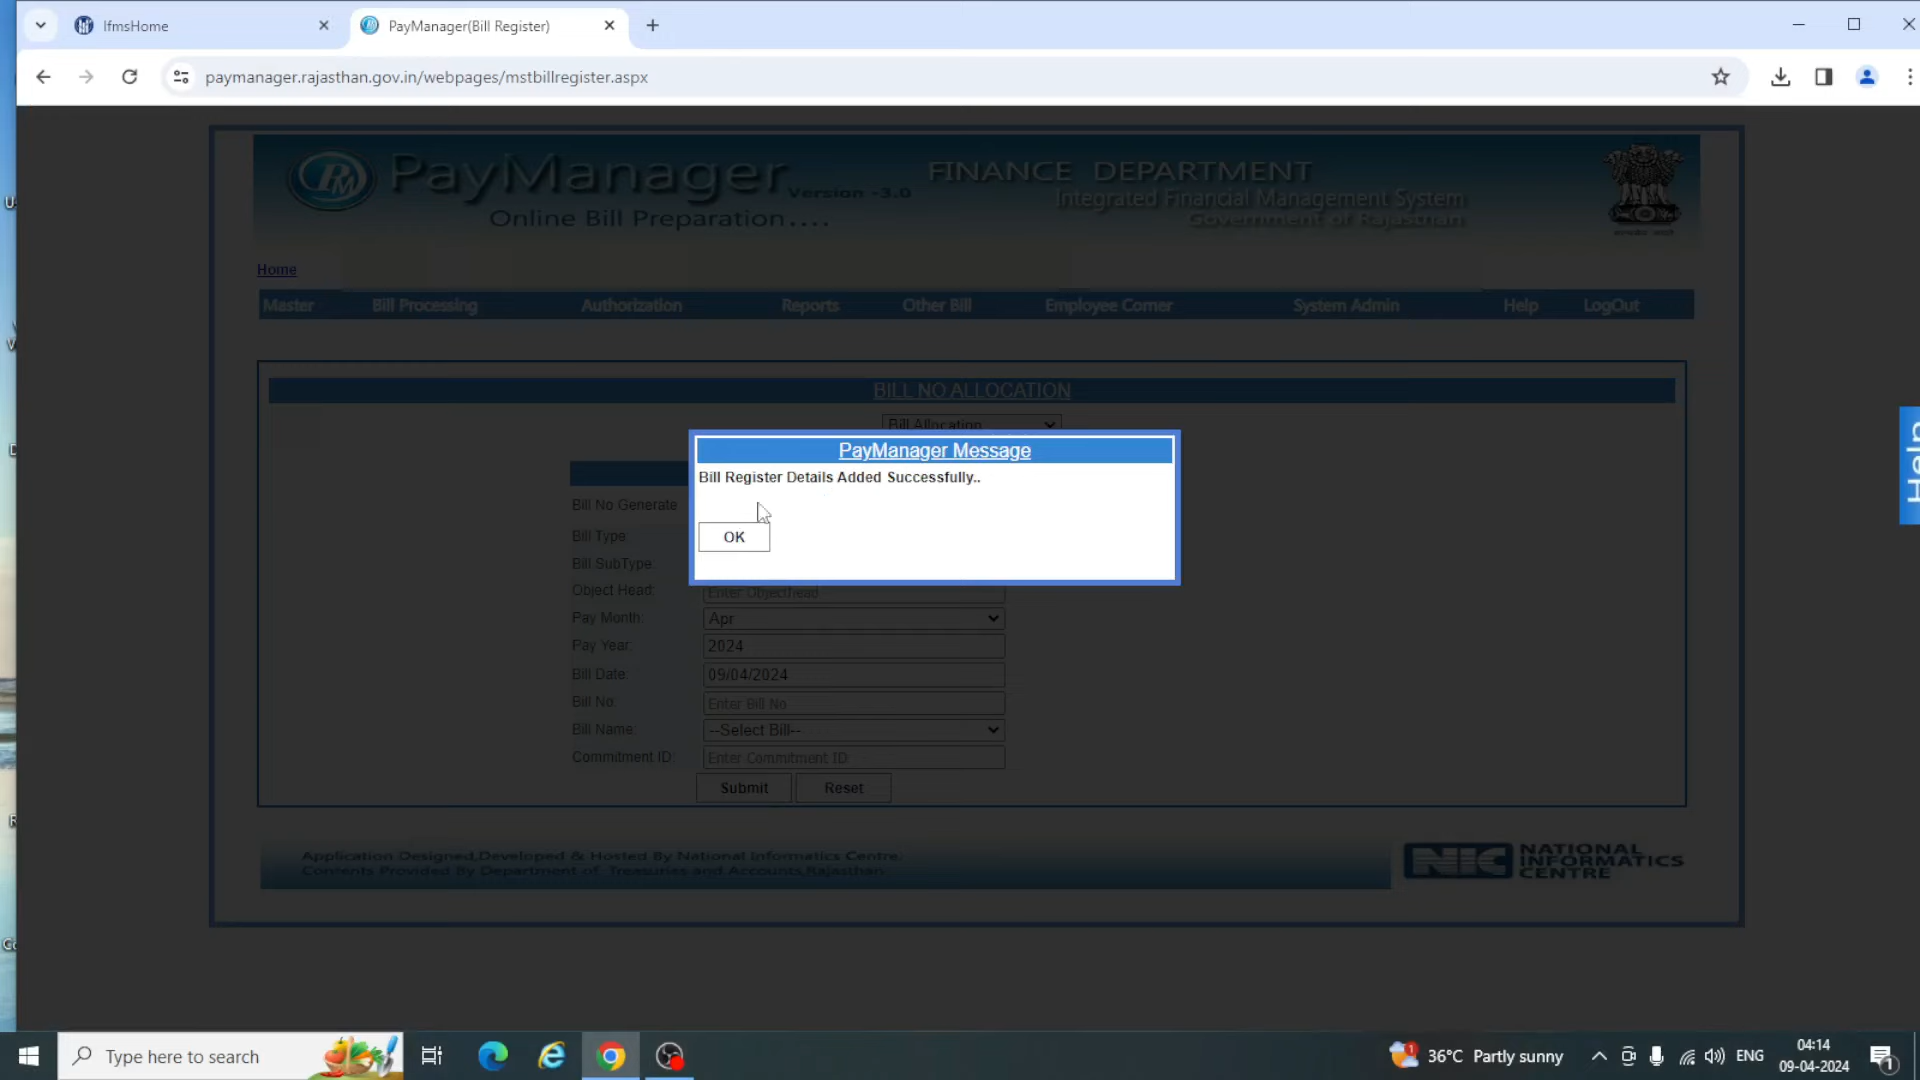 IfmsHome
PayManager(Bill Register)
paymanager.rajasthan.gov.in/webpages/mstbillregister.aspx
PM PayManager Version -3.0
Online Bill Preparation....
FINANCE DEPARTMENT
Integrated Financial Management System
Government of Rajasthan
Home
Master Bill Processing Authorization Reports Other Bill Employee Corner System Admin Help LogOut
BILL NO ALLOCATION
Bill Allocation
PayManager Message
Bill Register Details Added Successfully..
OK
Bill No Generate
Bill Type
Bill SubType
Object Head: Enter Objecthead
Pay Month: Apr
Pay Year: 2024
Bill Date: 09/04/2024
Bill No: Enter Bill No
Bill Name: --Select Bill--
Commitment ID: Enter Commitment ID
Submit Reset
Help
Application Designed,Developed & Hosted By National Informatics Centre.
Contents Provided By Department of Treasuries and Accounts,Rajasthan
NIC NATIONAL
INFORMATICS
CENTRE
Type here to search
1
36°C Partly sunny
ENG
04:14
09-04-2024
1